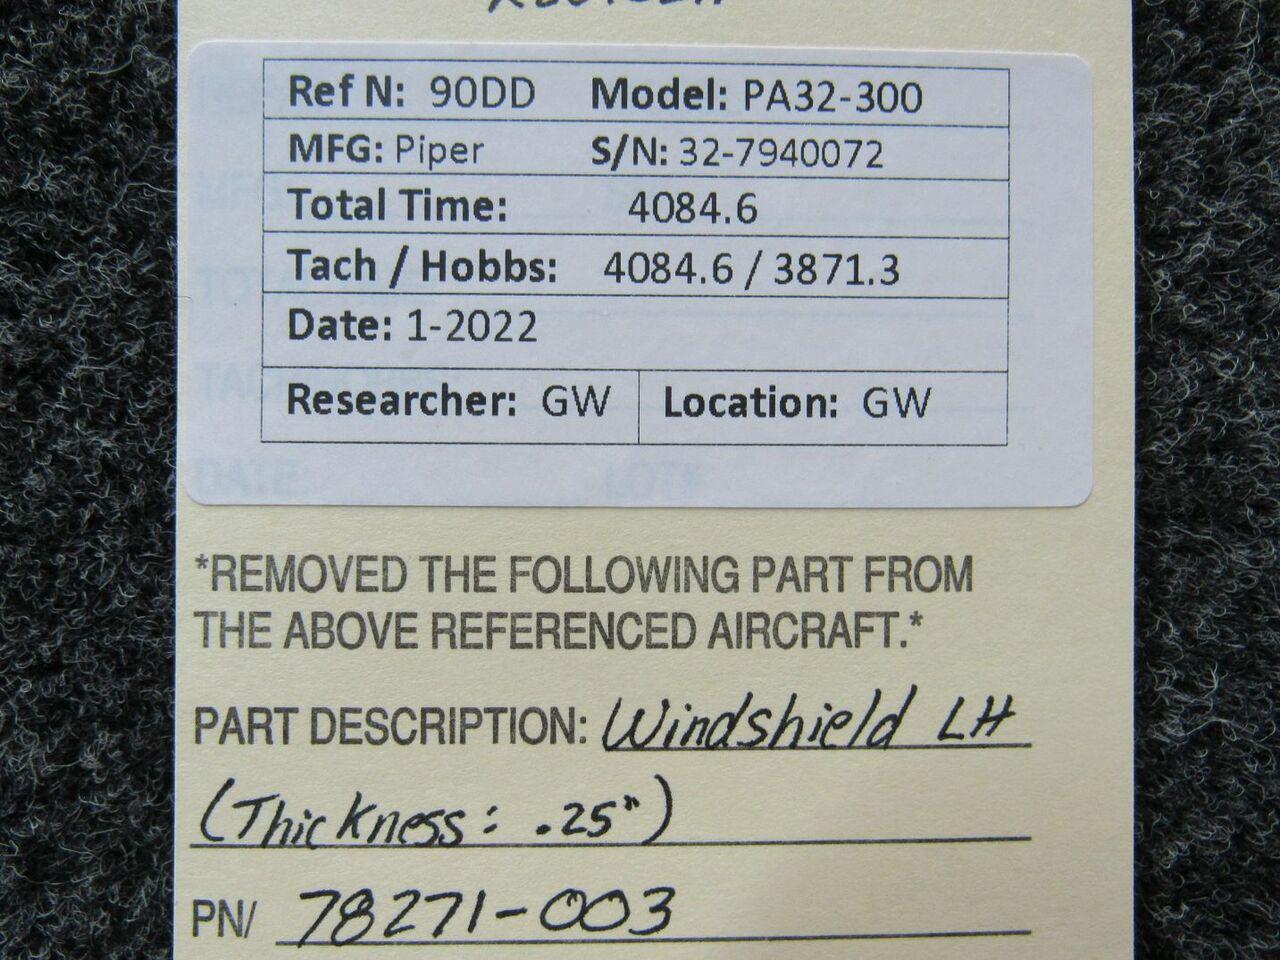 Ref N: 90DD Model: PA32-300
MFG: Piper S/N: 32-7940072
Total Time: 4084.6
Tach / Hobbs: 4084.6 / 3871.3
Date: 1-2022
Researcher: GW Location: GW
DATE: LOT#
*REMOVED THE FOLLOWING PART FROM
THE ABOVE REFERENCED AIRCRAFT.*
PART DESCRIPTION: Windshield LH
(Thickness: .25")
PN/ 78271-003